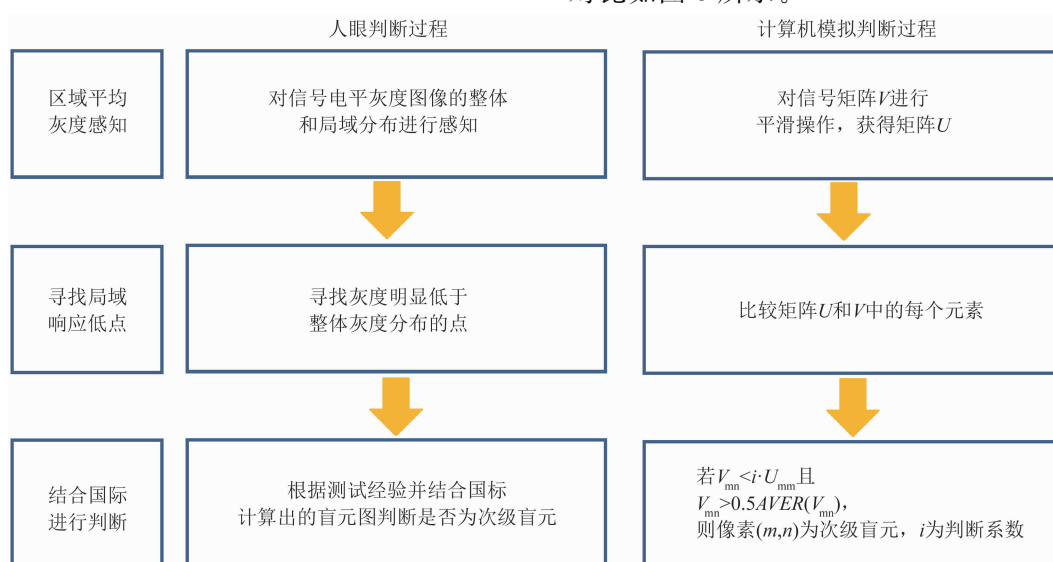 人眼判断过程
计算机模拟判断过程
区域平均
灰度感知
对信号电平灰度图像的整体
和局域分布进行感知
对信号矩阵V进行
平滑操作，获得矩阵U
寻找局域
响应低点
寻找灰度明显低于
整体灰度分布的点
比较矩阵U和V中的每个元素
结合国际
进行判断
根据测试经验并结合国标
计算出的盲元图判断是否为次级盲元
若Vmn<i·Umn且
Vmn>0.5AVER(Vmn)，
则像素(m,n)为次级盲元，i为判断系数